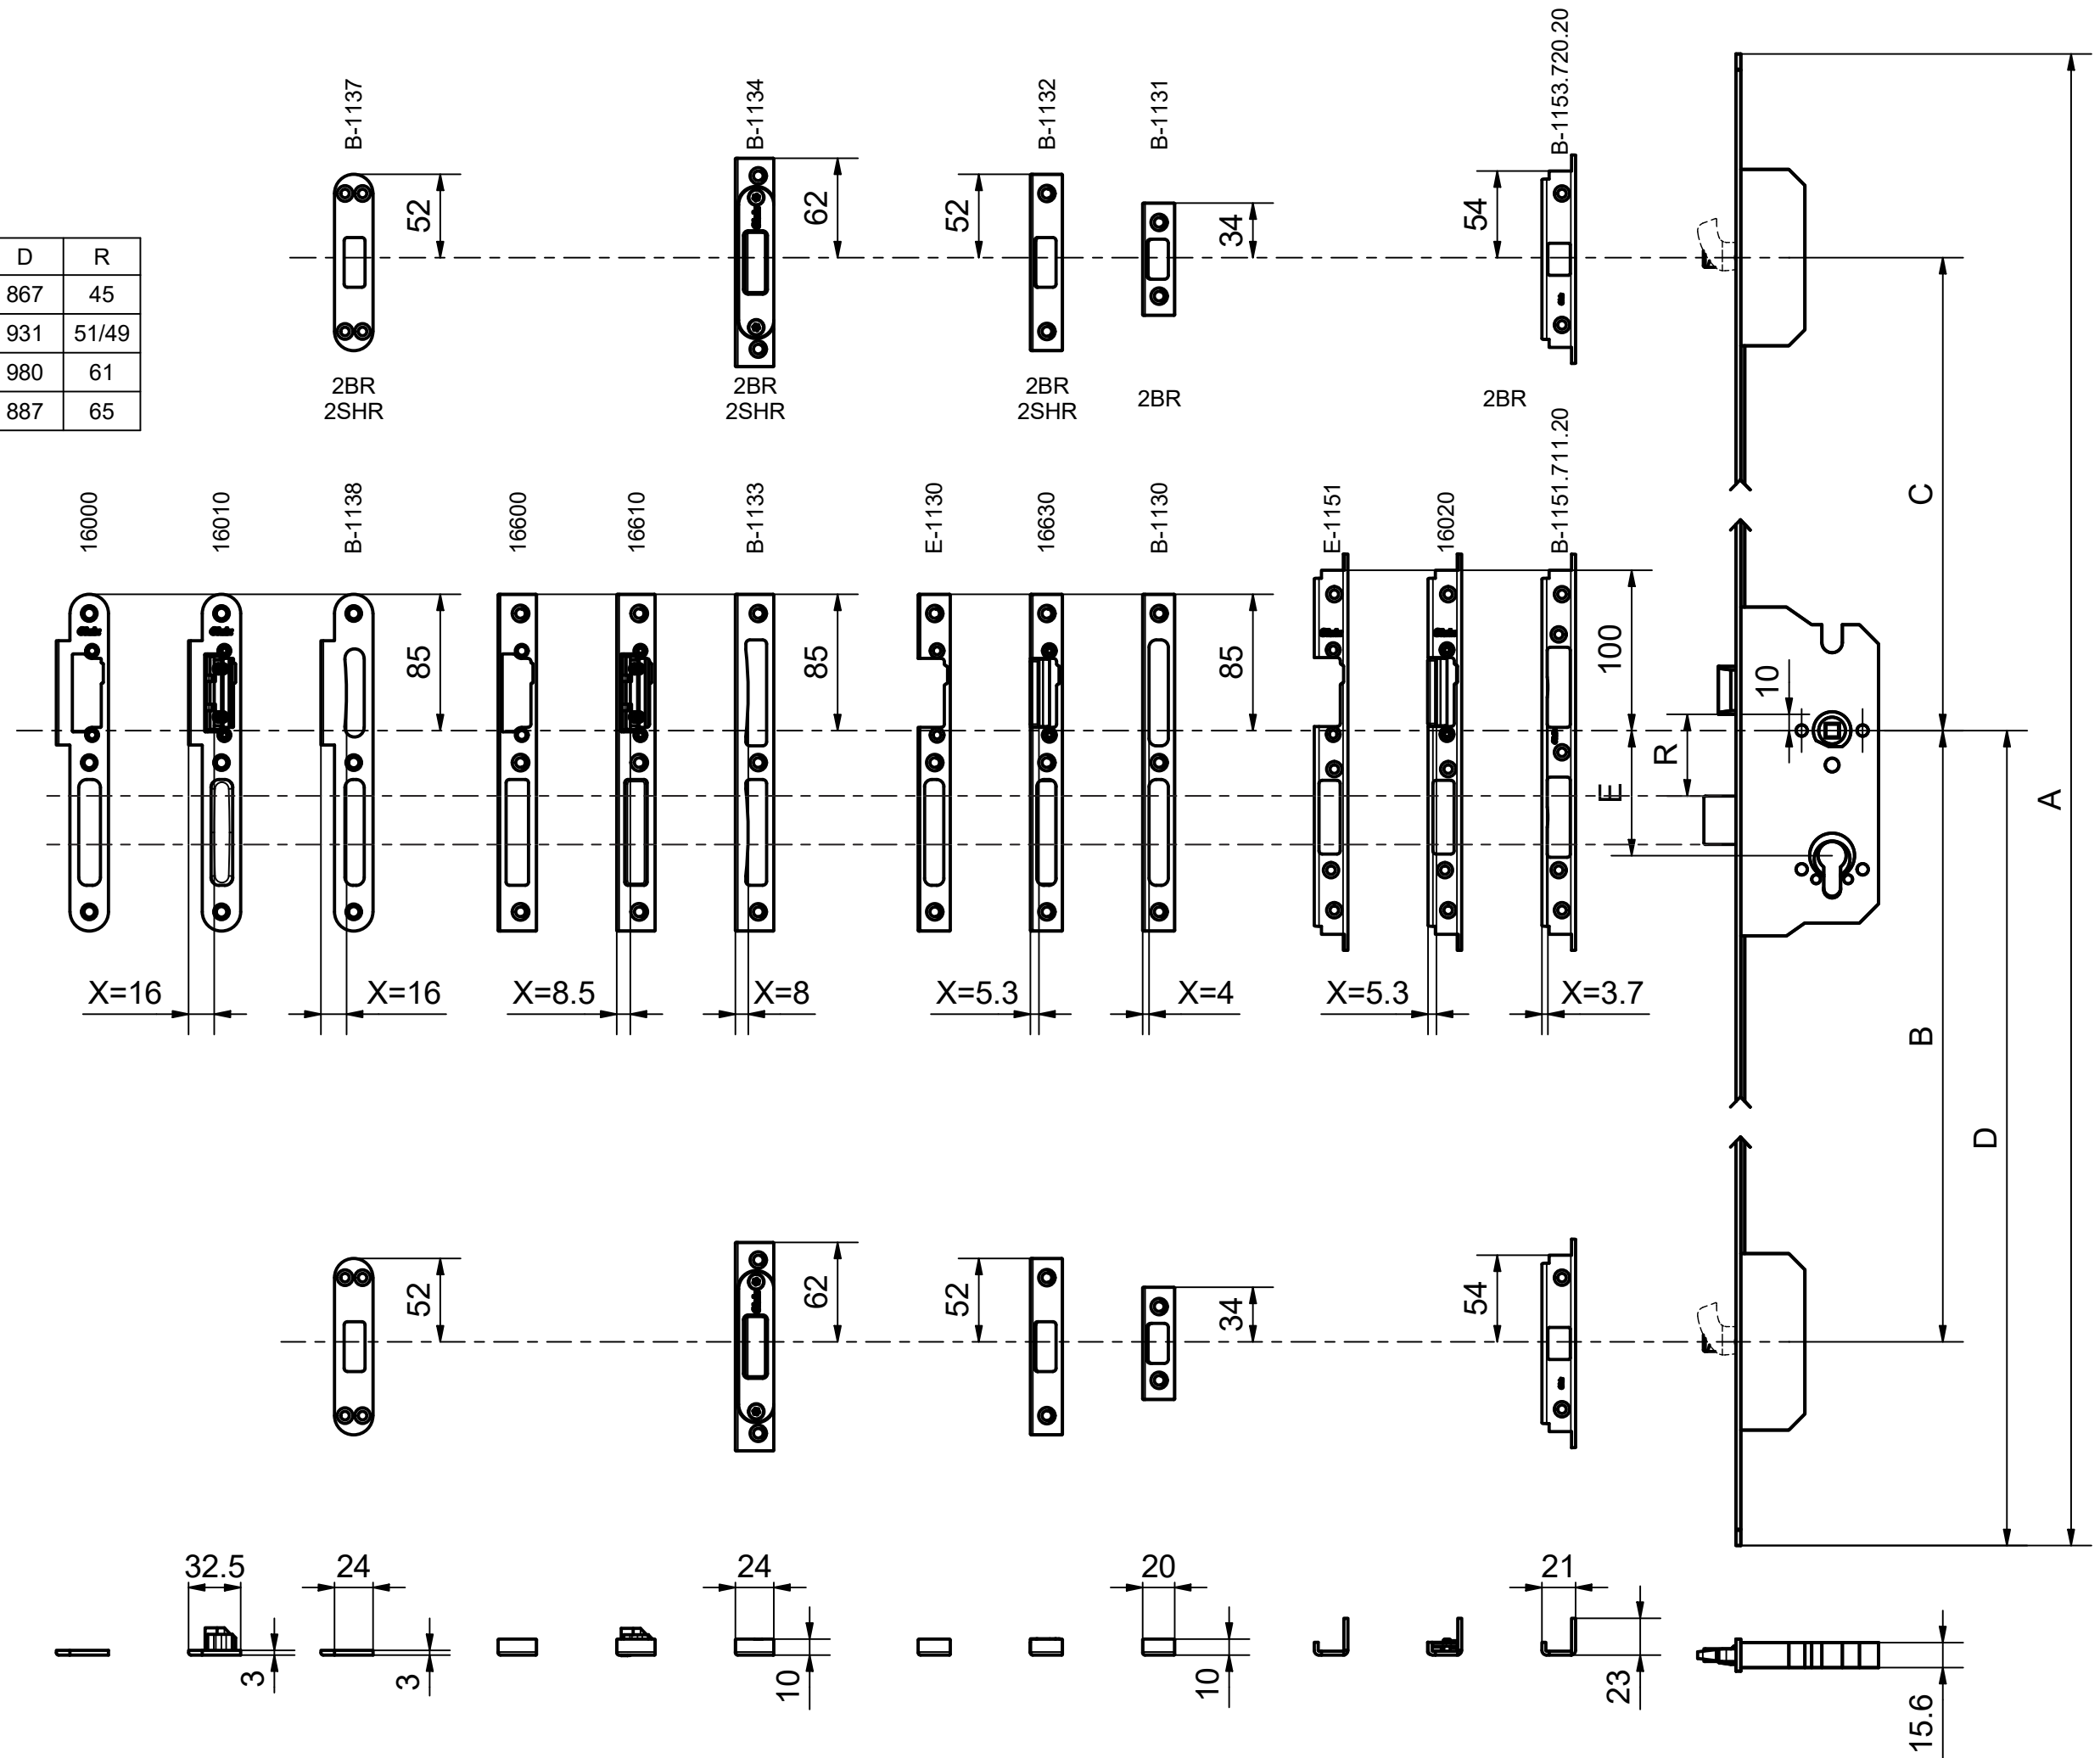 B-1137
B-1134
B-1132
B-1131
B-1153.720.20
52
62
52
34
54
D R
867 45
931 51/49
980 61
887 65
2BR
2SHR
2BR
2SHR
2BR
2SHR
2BR
2BR
C
16000
16010
B-1138
16600
16610
B-1133
E-1130
16630
B-1130
E-1151
16020
B-1151.711.20
85
85
85
100
10
R
E
A
X=16
X=16
X=8.5
X=8
X=5.3
X=4
X=5.3
X=3.7
B
D
52
62
52
34
54
32.5
24
24
20
21
3
3
10
10
23
15.6